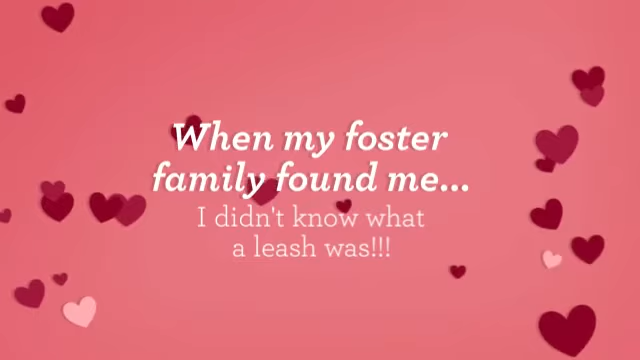 When my foster
family found me...
I didn't know what
a leash was!!!